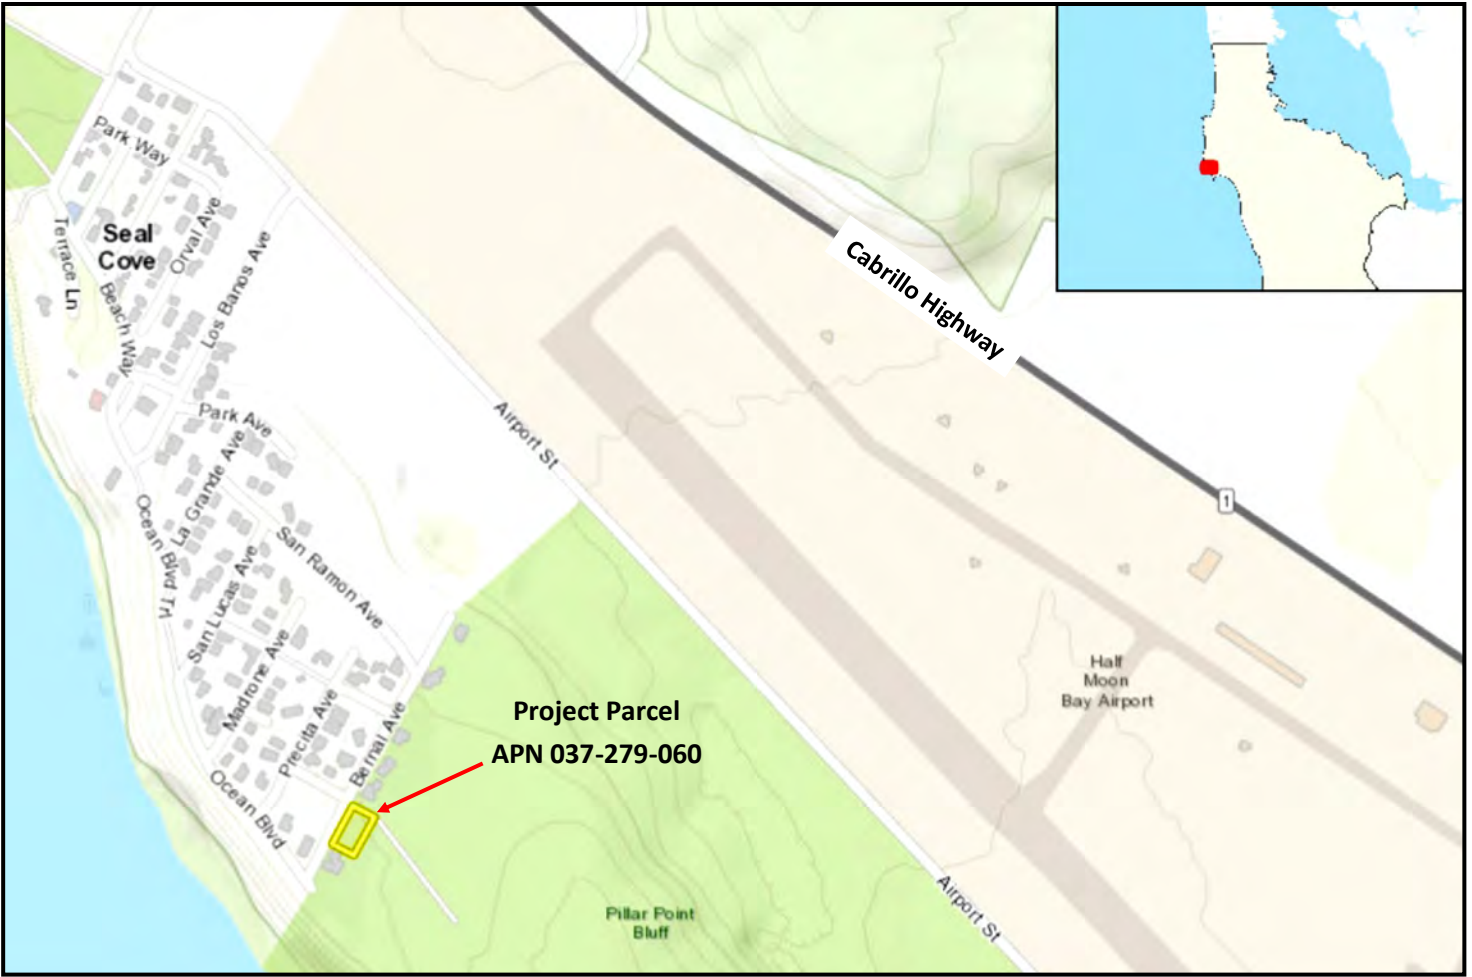 Park Way
Terrace Ln
Seal
Cove
Orval Ave
Beach Way
Los Banos Ave
Cabrillo Highway
Park Ave
Airport St
La Grande Ave
1
Ocean Blvd Trl
San Ramon Ave
San Lucas Ave
Madrone Ave
Half
Moon
Bay Airport
Precita Ave
Bernal Ave
Project Parcel
APN 037-279-060
Ocean Blvd
Airport St
Pillar Point
Bluff